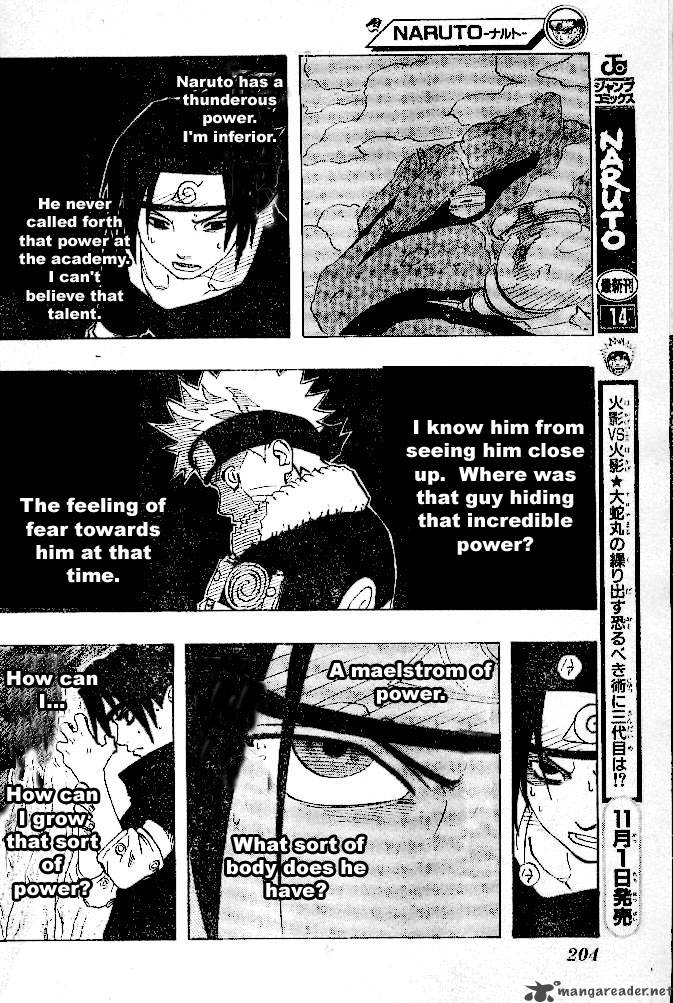 NARUTO-ナルト-
Naruto has a
thunderous
power.
I'm inferior.
He never
called forth
that power at
the academy.
I can't
believe that
talent.
I know him from
seeing him close
up. Where was
that guy hiding
that incredible
power?
The feeling of
fear towards
him at that
time.
A maelstrom of
power.
What sort of
body does he
have?
How can
I...
How can
I grow
that sort
of
power?
ジャンプ
コミックス
NARUTO
最新刊
14
火影VS火影★大蛇丸の繰り出す恐るべき術に三代目は!?
11月1日発売
204
mangareader.net